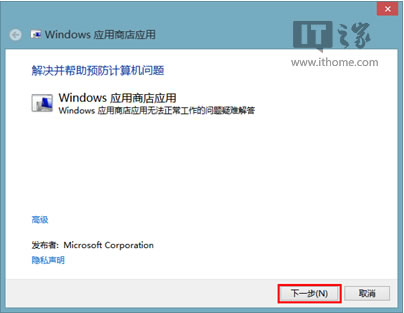 Windows 应用商店应用
IT之家
www.ithome.com
解决并帮助预防计算机问题
Windows 应用商店应用
Windows 应用商店应用无法正常工作的问题疑难解答
高级
发布者: Microsoft Corporation
隐私声明
下一步(N)
取消